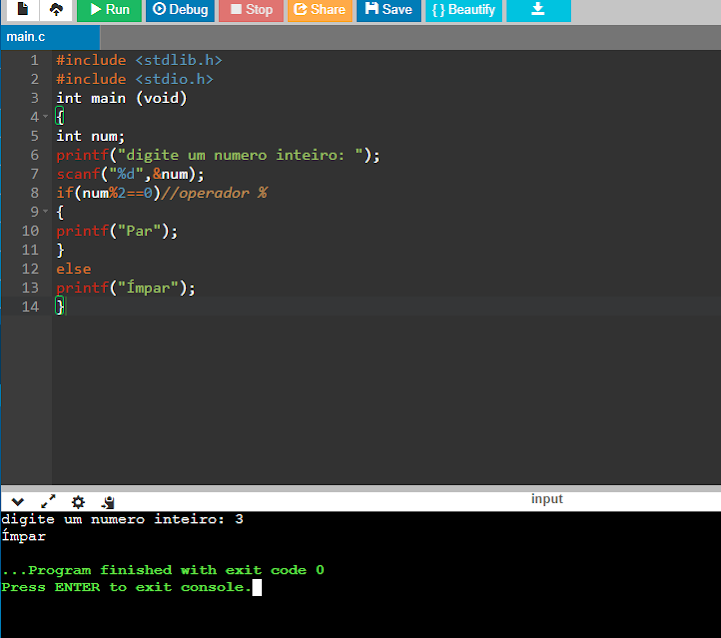 Run Debug Stop Share Save { } Beautify
main.c
1 #include <stdlib.h>
2 #include <stdio.h>
3 int main (void)
4 {
5 int num;
6 printf("digite um numero inteiro: ");
7 scanf("%d",&num);
8 if(num%2==0)//operador %
9 {
10 printf("Par");
11 }
12 else
13 printf("Ímpar");
14 }
input
digite um numero inteiro: 3
Ímpar
...Program finished with exit code 0
Press ENTER to exit console.